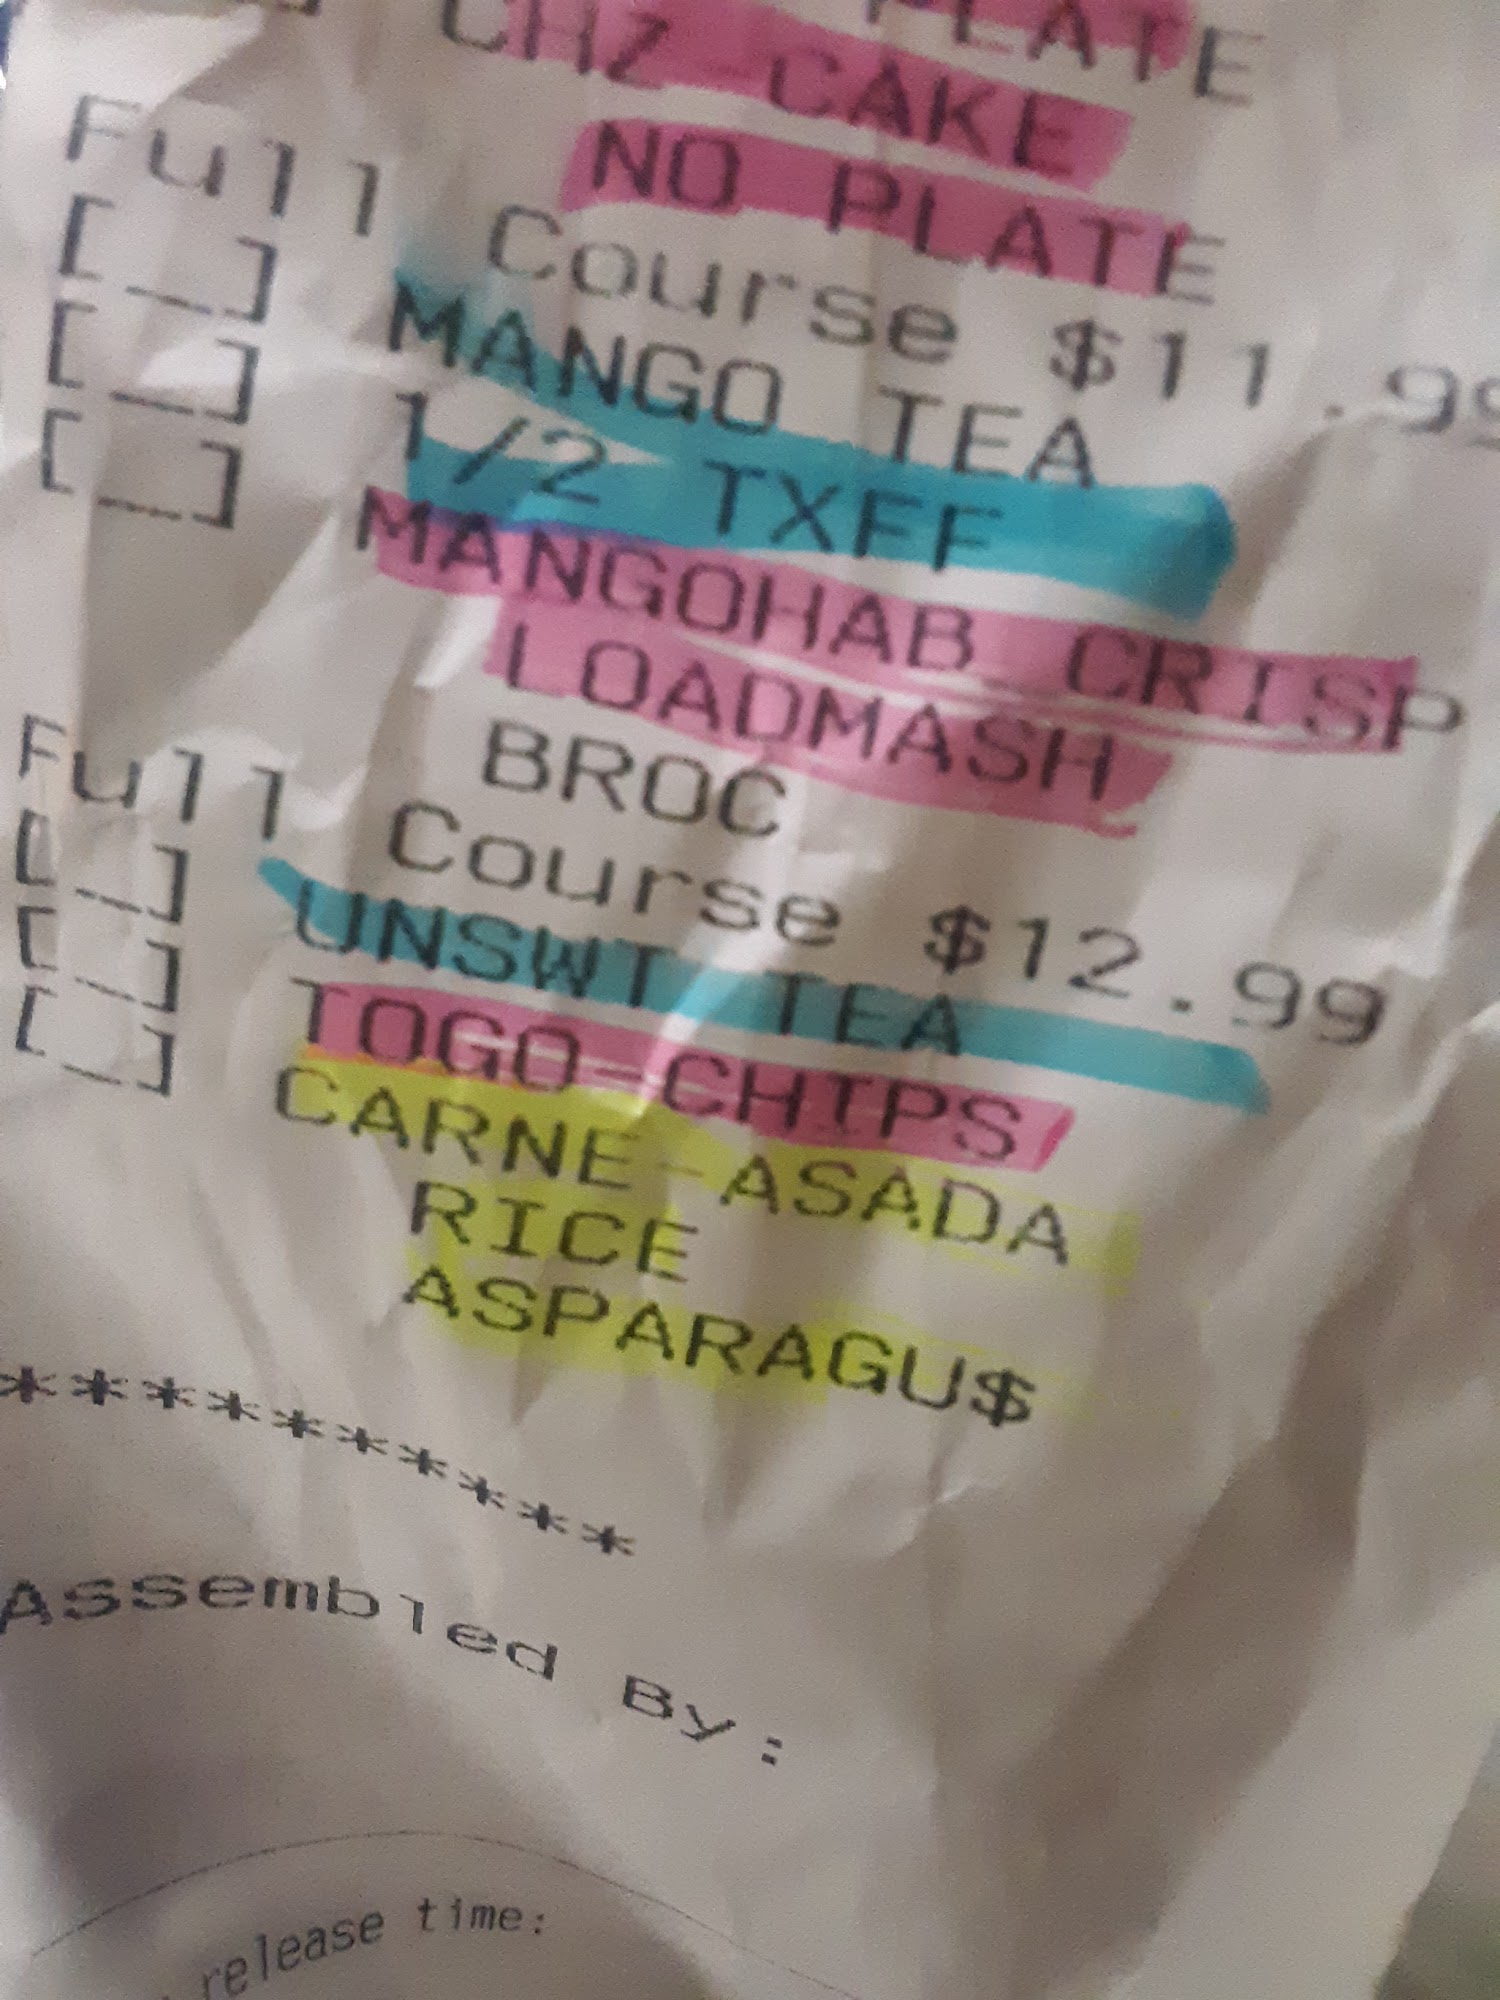 PLATE
CHZ-CAKE
NO PLATE
Full Course $11.99
[_] MANGO TEA
[_] 1/2 TXFF
[_] MANGOHAB CRISP
LOADMASH
BROC
Full Course $12.99
[_] UNSWT TEA
[_] TOGO-CHIPS
[_] CARNE-ASADA
RICE
ASPARAGU$
**********
Assembled By:
release time: